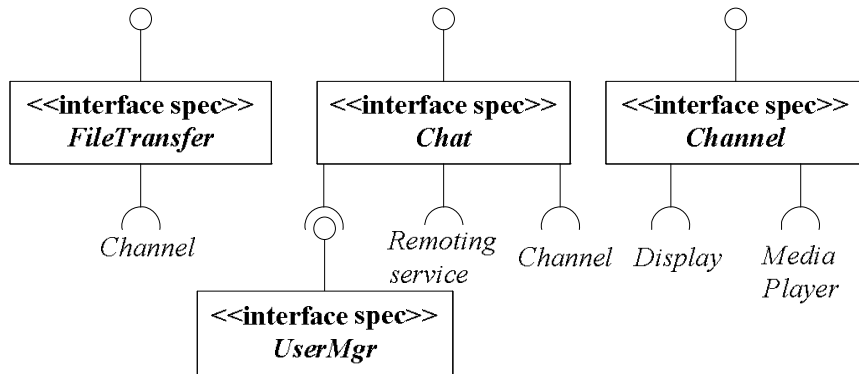 <<interface spec>>
FileTransfer
<<interface spec>>
Chat
<<interface spec>>
Channel
Channel
Remoting
service
Channel
Display
Media
Player
<<interface spec>>
UserMgr